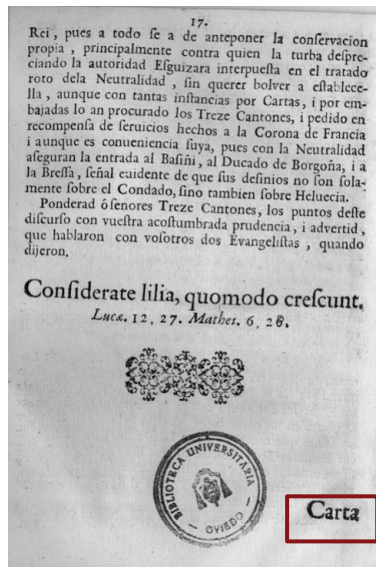 17.
Rei, pues a todo ſe a de anteponer la conſervacion
propia, principalmente contra quien la turba deſpre-
ciando la autoridad Eſguizara interpueſta en el tratado
roto dela Neutralidad, ſin querer bolver a eſtablece-
lla, aunque con tantas inſtancias por Cartas, i por em-
bajadas lo an procurado los Treze Cantones, i pedido en
recompenſa de ſeruicios hechos a la Corona de Francia
i aunque es conueniencia ſuya, pues con la Neutralidad
aſeguran la entrada al Baſiñi, al Ducado de Borgoña, i a
la Breſſa, ſeñal euidente de que ſus deſinios no ſon ſola-
mente ſobre el Condado, ſino tambien ſobre Heluecia.
Ponderad ó ſenores Treze Cantones, los puntos deſte
diſcurſo con vueſtra acoſtumbrada prudencia, i advertid,
que hablaron con voſotros dos Evangeliſtas, quando
dijeron.
Conſiderate lilia, quomodo creſcunt.
Lucæ. 12, 27. Mathet. 6, 28.
BIBLIOTECA UNIVERSITARIA
— OVIEDO —
Carta